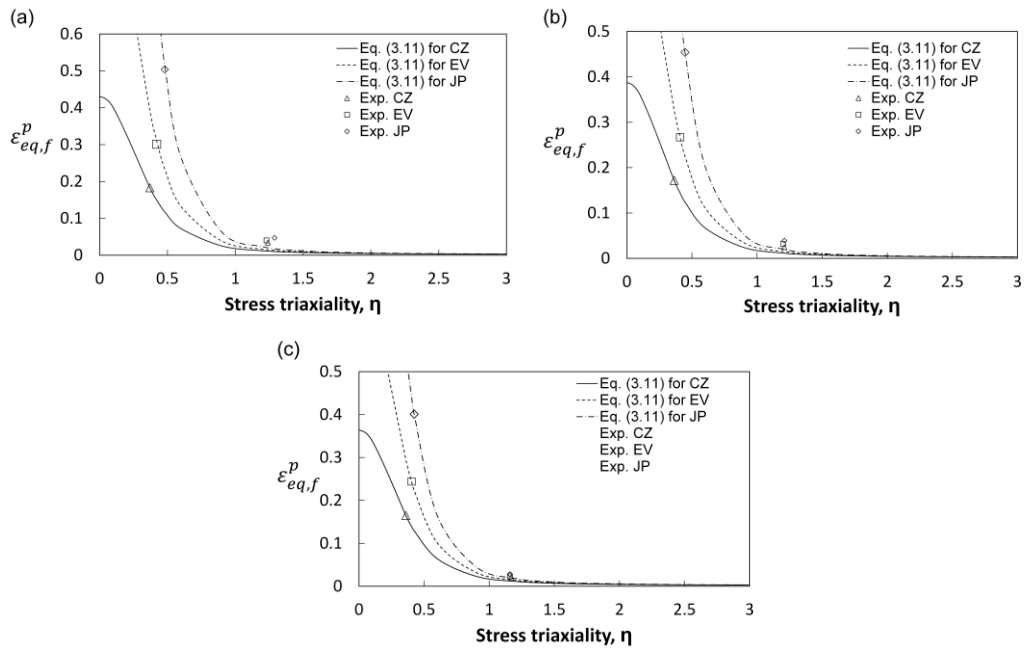 (a)
0.6
0.5
0.4
0.3
0.2
0.1
0
ε^p_{eq,f}
Eq. (3.11) for CZ
Eq. (3.11) for EV
Eq. (3.11) for JP
Exp. CZ
Exp. EV
Exp. JP
0 0.5 1 1.5 2 2.5 3
Stress triaxiality, η
(b)
0.5
0.4
0.3
0.2
0.1
0
ε^p_{eq,f}
Eq. (3.11) for CZ
Eq. (3.11) for EV
Eq. (3.11) for JP
Exp. CZ
Exp. EV
Exp. JP
0 0.5 1 1.5 2 2.5 3
Stress triaxiality, η
(c)
0.5
0.4
0.3
0.2
0.1
0
ε^p_{eq,f}
Eq. (3.11) for CZ
Eq. (3.11) for EV
Eq. (3.11) for JP
Exp. CZ
Exp. EV
Exp. JP
0 0.5 1 1.5 2 2.5 3
Stress triaxiality, η